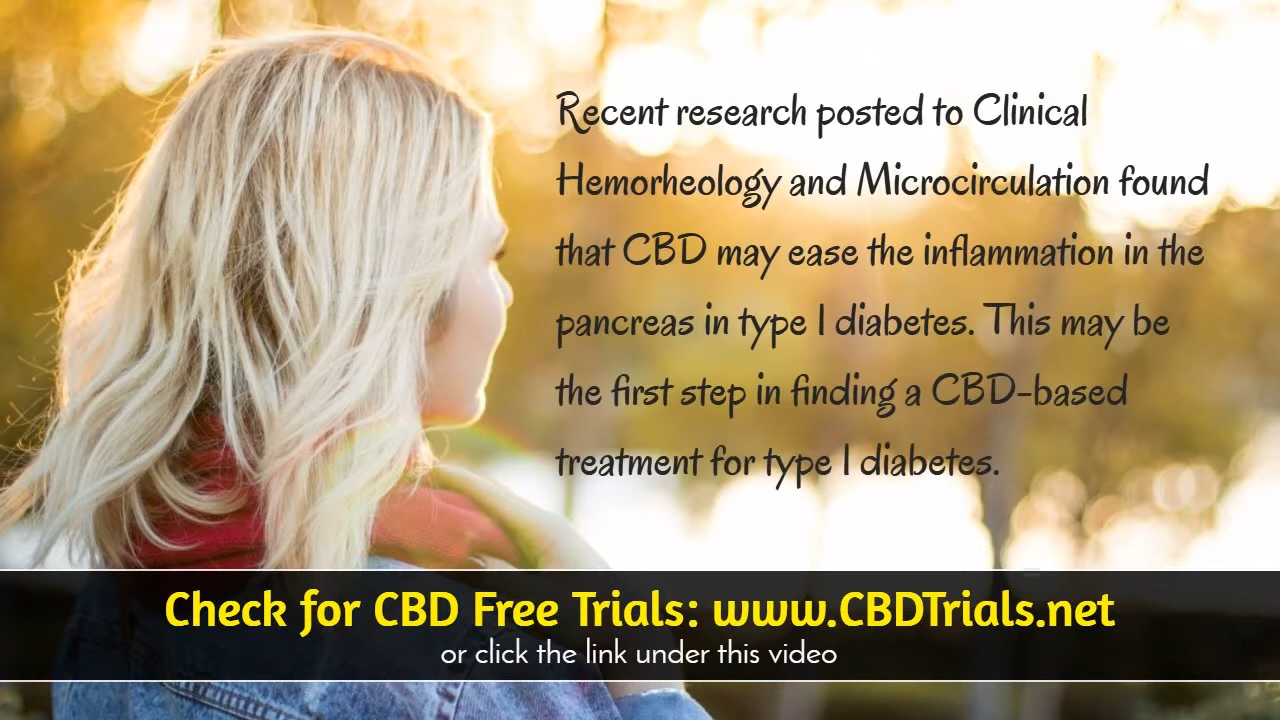 Recent research posted to Clinical
Hemorheology and Microcirculation found
that CBD may ease the inflammation in the
pancreas in type 1 diabetes. This may be
the first step in finding a CBD-based
treatment for type 1 diabetes.
Check for CBD Free Trials: www.CBDTrials.net
or click the link under this video